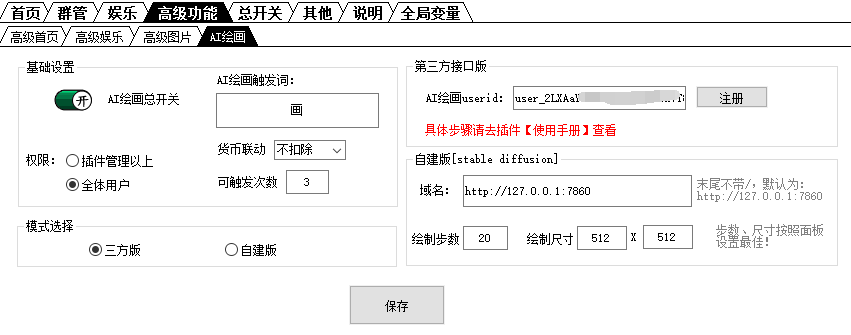 首页 群管 娱乐 高级功能 总开关 其他 说明 全局变量
高级首页 高级娱乐 高级图片 AI绘画
基础设置
开 AI绘画总开关
AI绘画触发词:
画
权限: 插件管理以上
全体用户
货币联动 不扣除
可触发次数 3
模式选择
三方版 自建版
第三方接口版
AI绘画userid: user_2LXAa 注册
具体步骤请去插件【使用手册】查看
自建版[stable diffusion]
域名: http://127.0.0.1:7860
末尾不带/，默认为:
http://127.0.0.1:7860
绘制步数 20 绘制尺寸 512 X 512
步数、尺寸按照面板
设置最佳!
保存